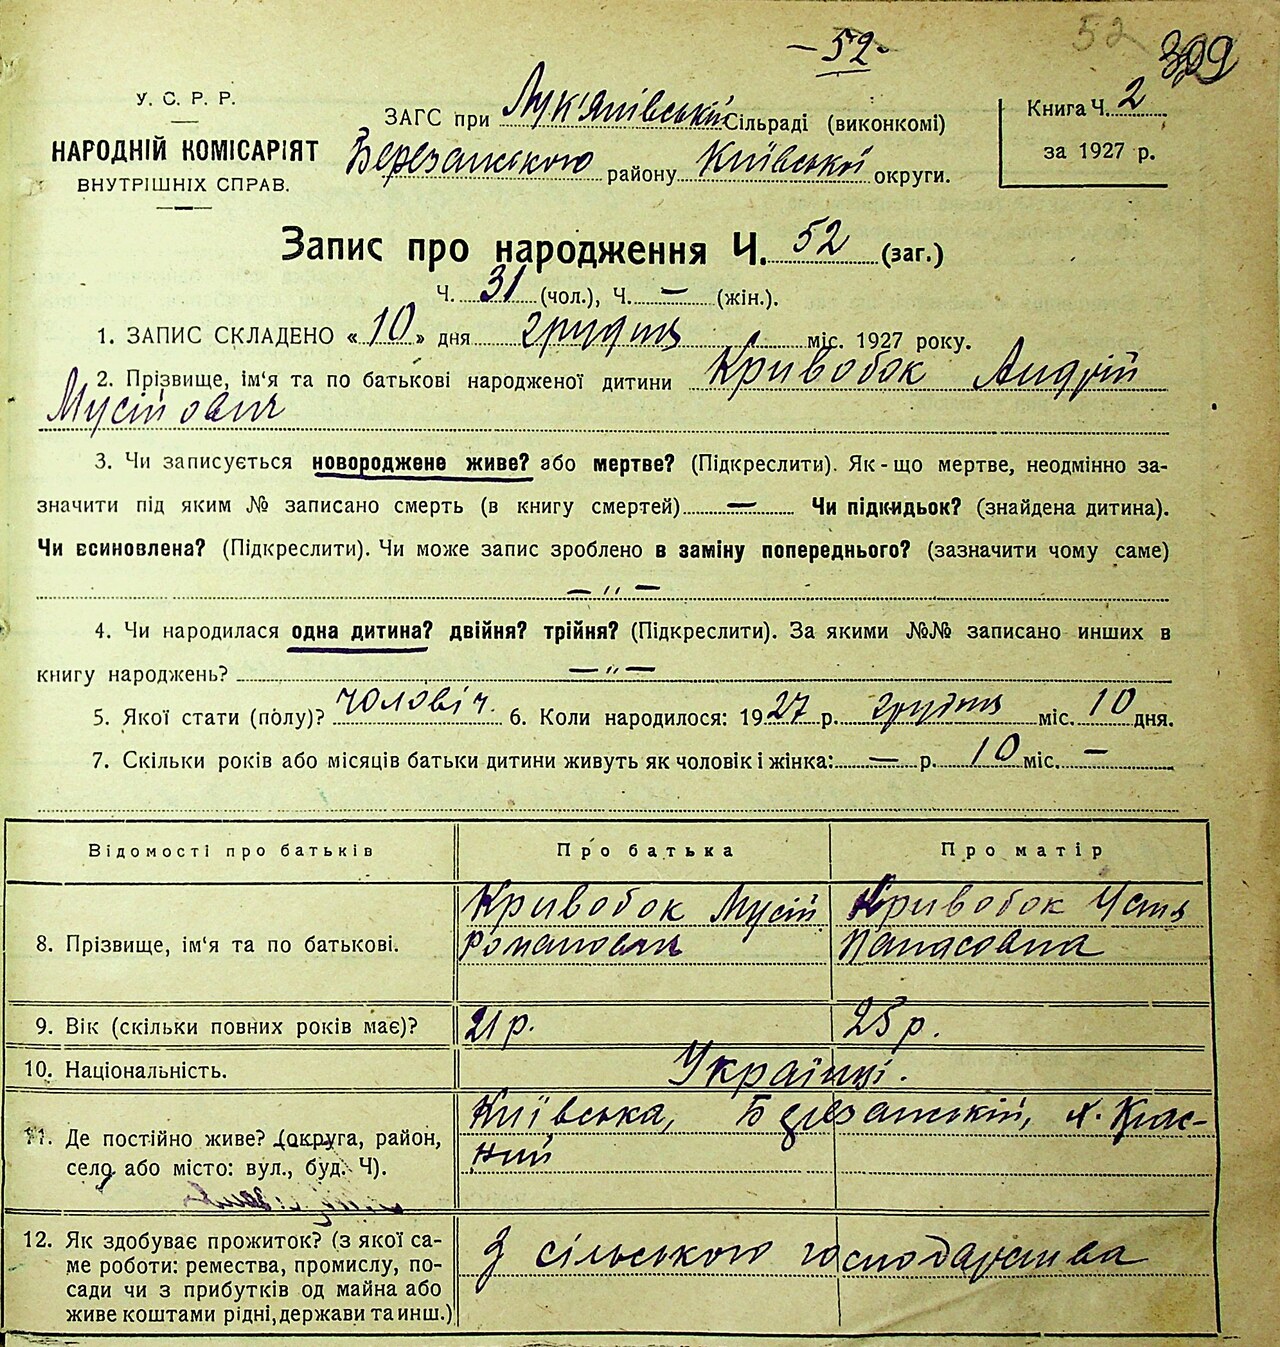 — 52 —
52
309
У. С. Р. Р.
НАРОДНІЙ КОМІСАРІЯТ
ВНУТРІШНІХ СПРАВ.
ЗАГС при Лук'янівській Сільраді (виконкомі)
Березанського району Київської округи.
Книга Ч. 2
за 1927 р.
Запис про народження Ч. 52 (заг.)
Ч. 31 (чол.), Ч. — (жін.).
1. ЗАПИС СКЛАДЕНО « 10 » дня грудня міс. 1927 року.
2. Прізвище, ім'я та по батькові народженої дитини Кривобок Андрій
Мусійович
3. Чи записується новороджене живе? або мертве? (Підкреслити). Як-що мертве, неодмінно за-
значити під яким № записано смерть (в книгу смертей) — Чи підкидьок? (знайдена дитина).
Чи всиновлена? (Підкреслити). Чи може запис зроблено в заміну попереднього? (зазначити чому саме)
— „ —
4. Чи народилася одна дитина? двійня? трійня? (Підкреслити). За якими №№ записано инших в
книгу народжень? — „ —
5. Якої стати (полу)? чоловіч. 6. Коли народилося: 1927 р. грудня міс. 10 дня.
7. Скільки років або місяців батьки дитини живуть як чоловік і жінка: — р. 10 міс. —
Відомості про батьків
Про батька
Про матір
8. Прізвище, ім'я та по батькові.
Кривобок Мусій
Романович
Кривобок Устя
Панасовна
9. Вік (скільки повних років має)?
21 р.
25 р.
10. Національність.
Українці.
11. Де постійно живе? (округа, район,
село або місто: вул., буд. Ч).
Київська, Березанський, х. Крас-
ний
12. Як здобуває прожиток? (з якої са-
ме роботи: ремества, промислу, по-
сади чи з прибутків од майна або
живе коштами рідні, держави та инш.)
З сільського господарства